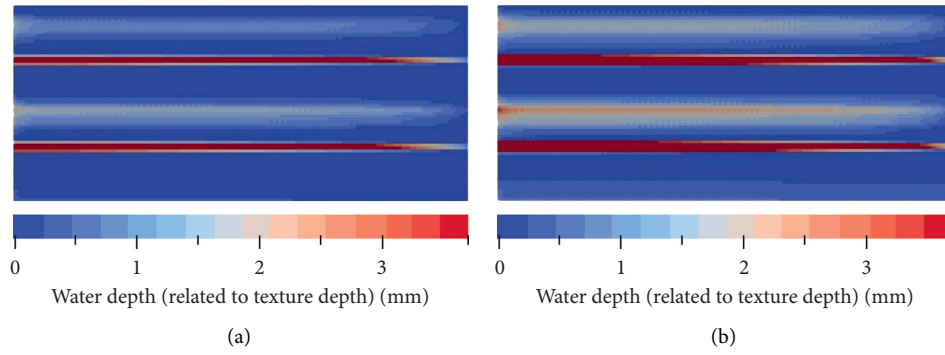 0 1 2 3
Water depth (related to texture depth) (mm)
(a)
0 1 2 3
Water depth (related to texture depth) (mm)
(b)